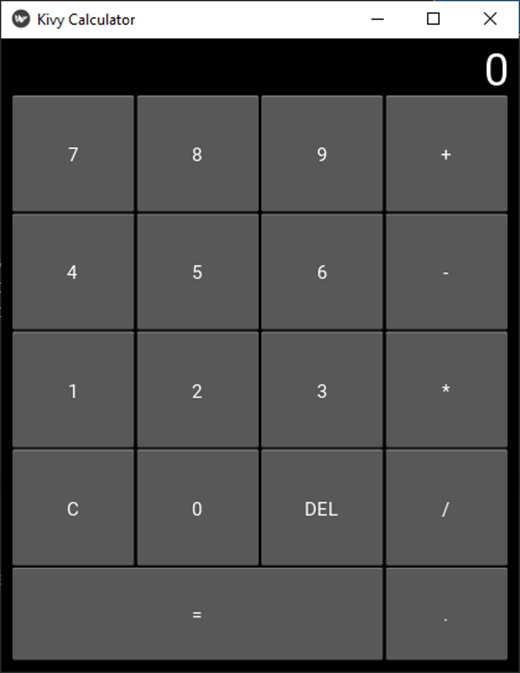 Kivy Calculator
0
7 8 9 +
4 5 6 -
1 2 3 *
C 0 DEL /
= .